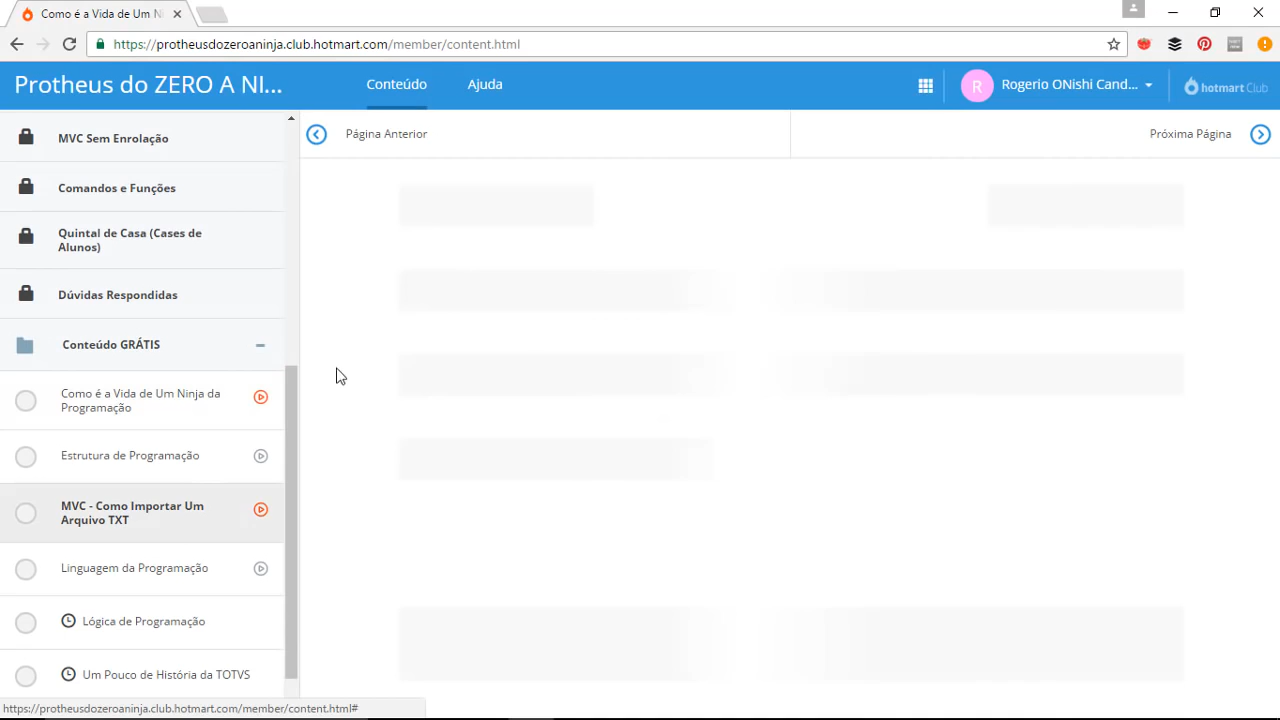 Como é a Vida de Um Ni
https://protheusdozeroaninja.club.hotmart.com/member/content.html
Protheus do ZERO A NI...
Conteúdo
Ajuda
R
Rogerio ONishi Cand...
hotmart Club
MVC Sem Enrolação
Comandos e Funções
Quintal de Casa (Cases de
Alunos)
Dúvidas Respondidas
Conteúdo GRÁTIS
Como é a Vida de Um Ninja da
Programação
Estrutura de Programação
MVC - Como Importar Um
Arquivo TXT
Linguagem da Programação
Lógica de Programação
Um Pouco de História da TOTVS
Página Anterior
Próxima Página
https://protheusdozeroaninja.club.hotmart.com/member/content.html#